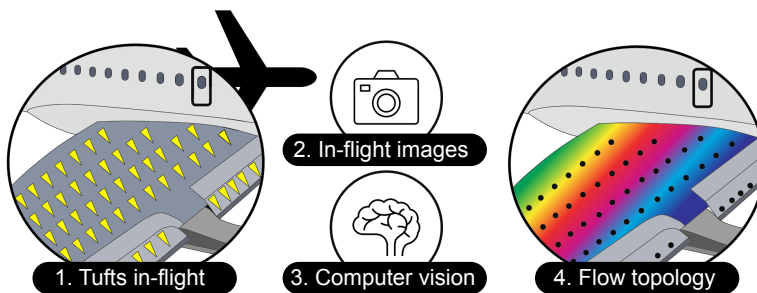 1. Tufts in-flight
2. In-flight images
3. Computer vision
4. Flow topology